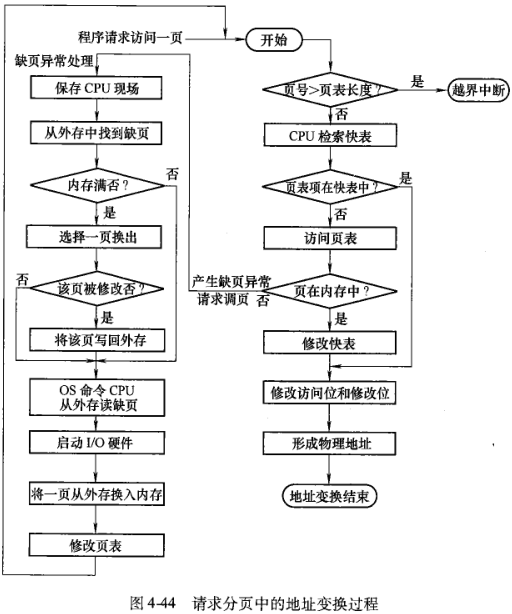 程序请求访问一页
开始
缺页异常处理
保存 CPU 现场
页号>页表长度?
是
越界中断
否
从外存中找到缺页
CPU 检索快表
内存满否?
否
页表项在快表中?
是
是
否
选择一页换出
访问页表
否
该页被修改否?
产生缺页异常
请求调页
否
页在内存中?
是
是
将该页写回外存
修改快表
OS 命令 CPU
从外存读缺页
修改访问位和修改位
启动 I/O 硬件
形成物理地址
将一页从外存换入内存
地址变换结束
修改页表
图 4-44 请求分页中的地址变换过程